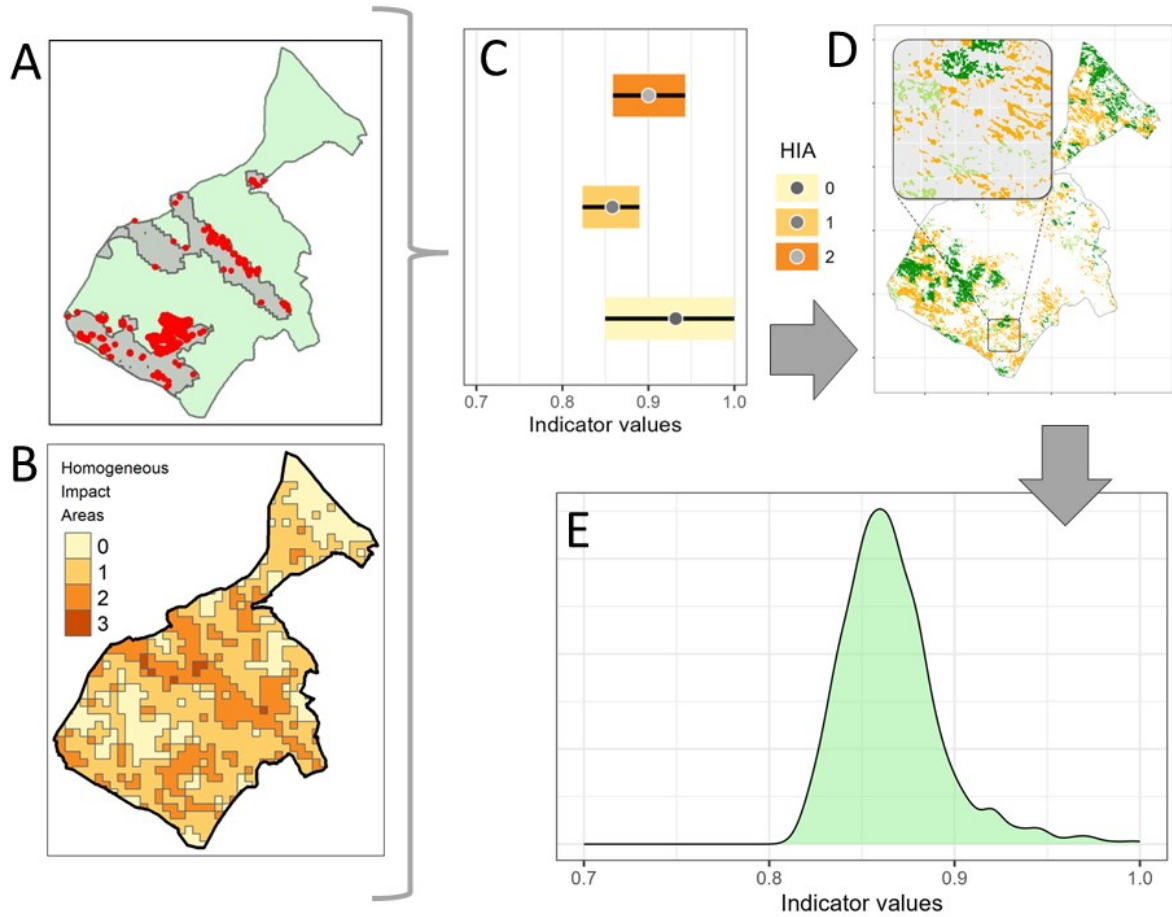 A
B
Homogeneous
Impact
Areas
0
1
2
3
C
0.7 0.8 0.9 1.0
Indicator values
HIA
0
1
2
D
E
0.7 0.8 0.9 1.0
Indicator values